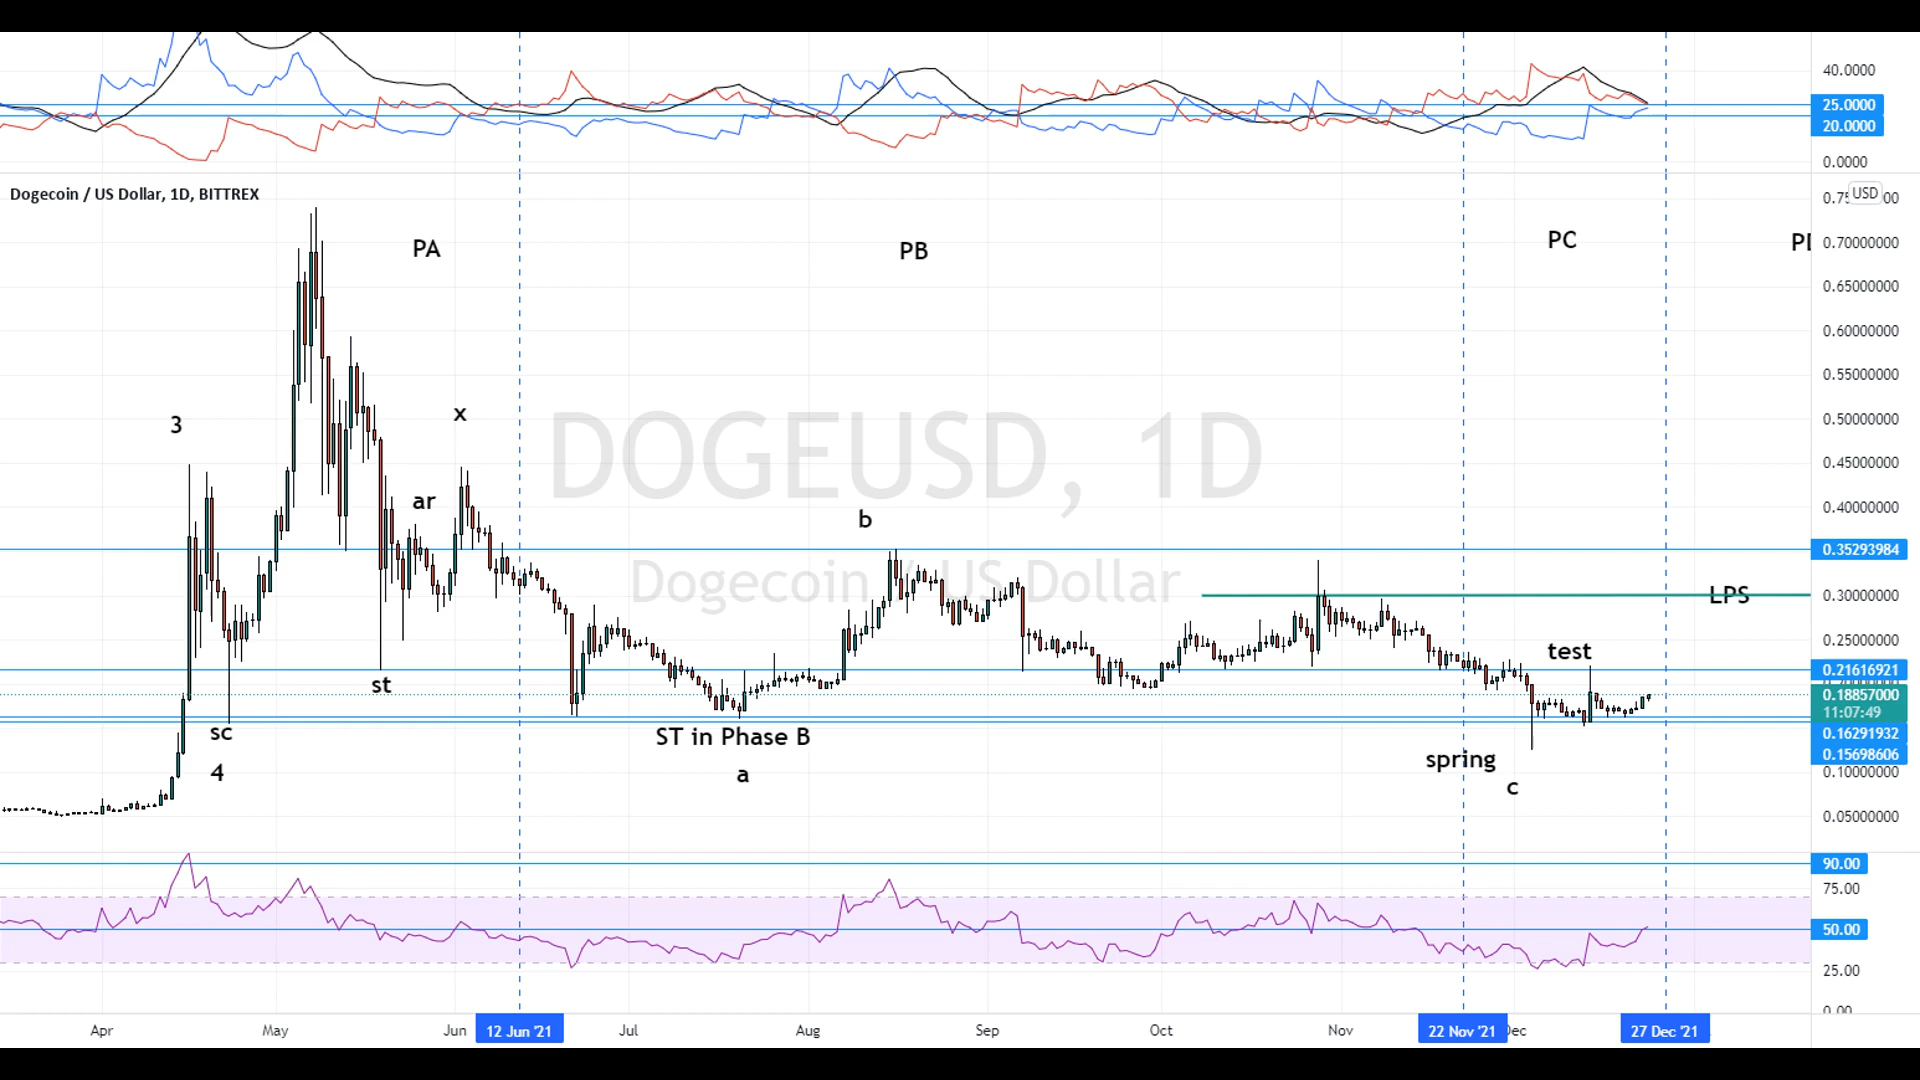 40.0000
25.0000
20.0000
0.0000
Dogecoin / US Dollar, 1D, BITTREX
USD
PA
PB
PC
0.70000000
0.65000000
0.60000000
0.55000000
0.50000000
0.45000000
0.40000000
DOGEUSD, 1D
Dogecoin / US Dollar
3
x
ar
b
0.35293984
0.30000000
LPS
0.25000000
test
0.21616921
st
0.18857000
11:07:49
sc
ST in Phase B
0.16291932
0.15698606
spring
4
a
c
0.10000000
0.05000000
90.00
75.00
50.00
25.00
0.00
Apr
May
Jun
12 Jun '21
Jul
Aug
Sep
Oct
Nov
22 Nov '21
Dec
27 Dec '21